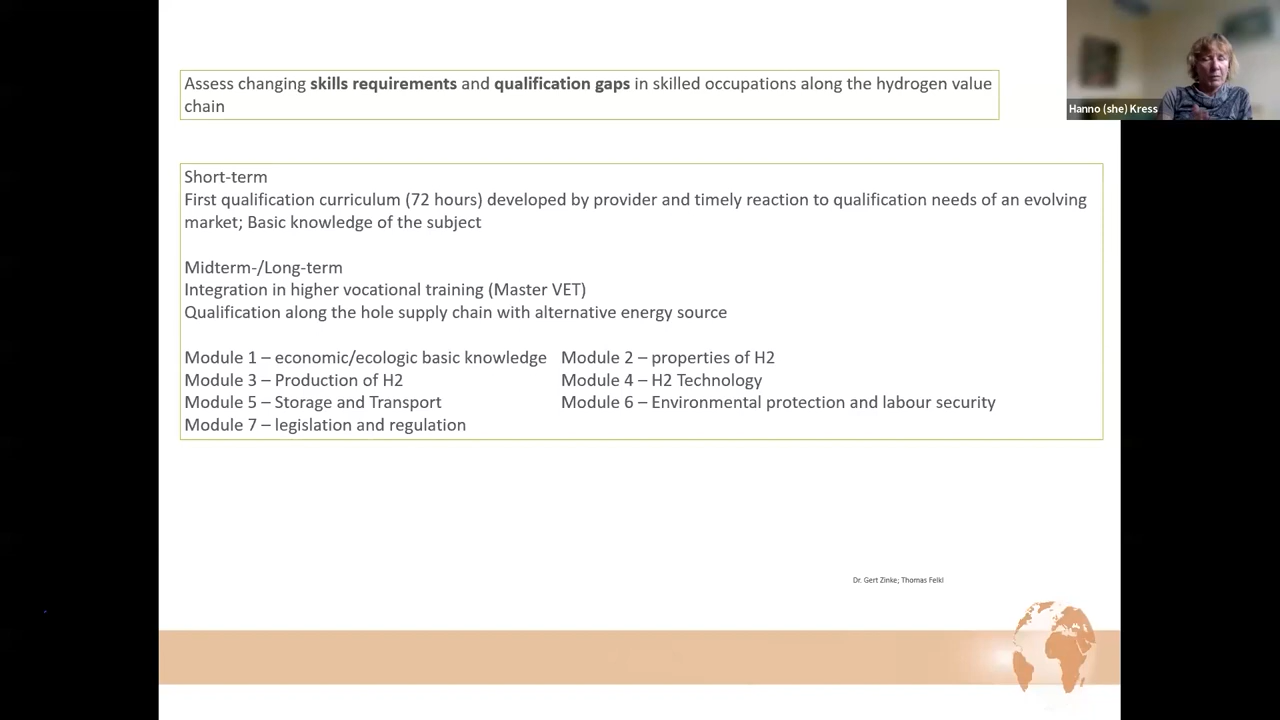 Assess changing skills requirements and qualification gaps in skilled occupations along the hydrogen value
chain
Hanno (she) Kress
Short-term
First qualification curriculum (72 hours) developed by provider and timely reaction to qualification needs of an evolving
market; Basic knowledge of the subject
Midterm-/Long-term
Integration in higher vocational training (Master VET)
Qualification along the hole supply chain with alternative energy source
Module 1 – economic/ecologic basic knowledge Module 2 – properties of H2
Module 3 – Production of H2 Module 4 – H2 Technology
Module 5 – Storage and Transport Module 6 – Environmental protection and labour security
Module 7 – legislation and regulation
Dr. Gert Zinke; Thomas Felkl